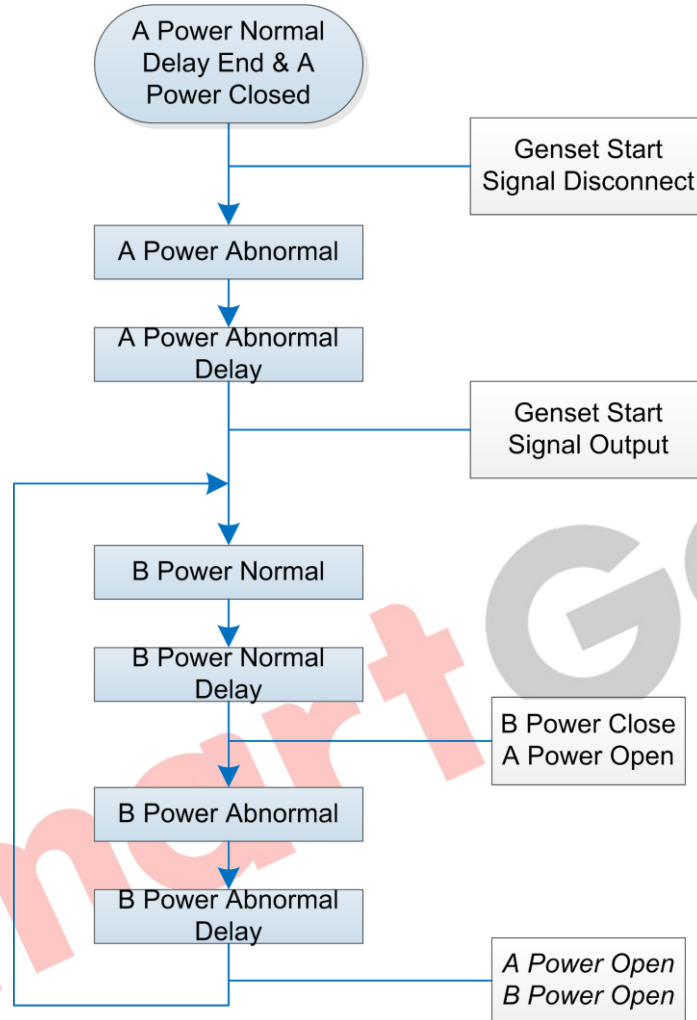 A Power Normal
Delay End & A
Power Closed
Genset Start
Signal Disconnect
A Power Abnormal
A Power Abnormal
Delay
Genset Start
Signal Output
B Power Normal
B Power Normal
Delay
B Power Close
A Power Open
B Power Abnormal
B Power Abnormal
Delay
A Power Open
B Power Open